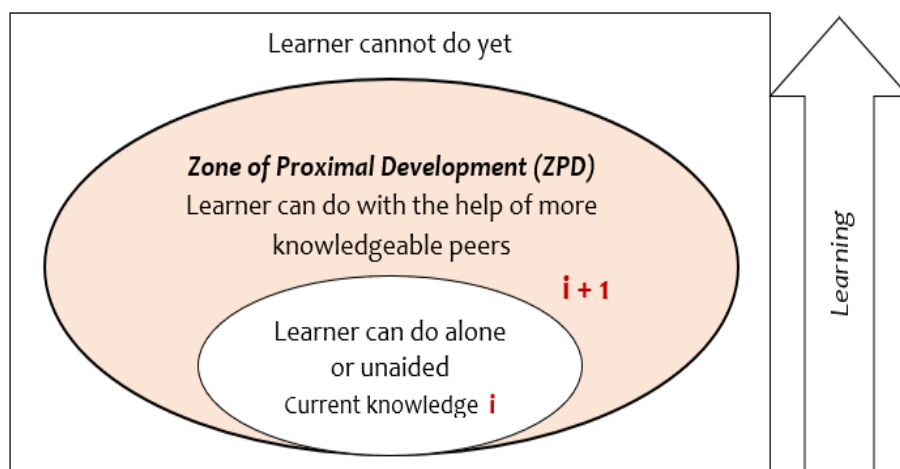 Learner cannot do yet
Zone of Proximal Development (ZPD)
Learner can do with the help of more
knowledgeable peers
i + 1
Learner can do alone
or unaided
Current knowledge i
Learning